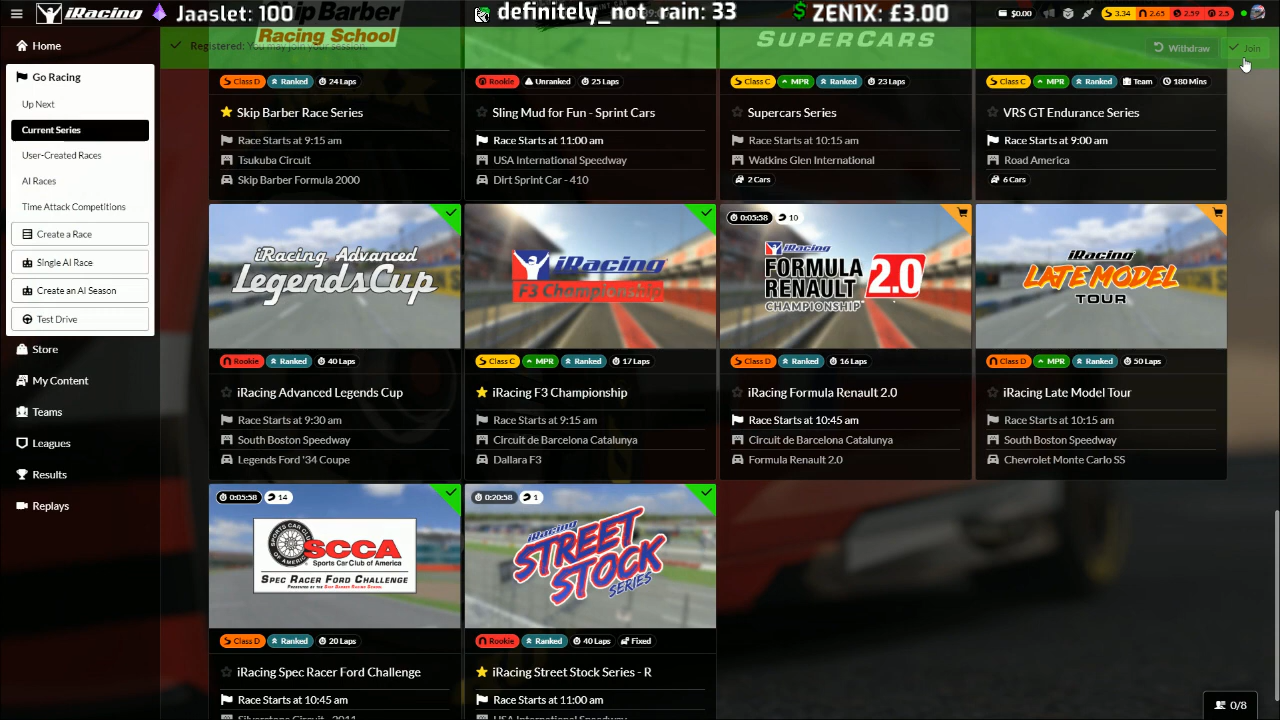 iRacing
Jaaslet: 100
definitely_not_rain: 33
ZEN1X: £3.00
$0.00
3.34
2.65
2.59
2.5
Skip Barber
Racing School
SUPERCARS
Registered: You may join your session.
Withdraw
Join
Home
Go Racing
Up Next
Current Series
User-Created Races
AI Races
Time Attack Competitions
Create a Race
Single AI Race
Create an AI Season
Test Drive
Store
My Content
Teams
Leagues
Results
Replays
Class D Ranked 24 Laps
Skip Barber Race Series
Race Starts at 9:15 am
Tsukuba Circuit
Skip Barber Formula 2000
Rookie Unranked 25 Laps
Sling Mud for Fun - Sprint Cars
Race Starts at 11:00 am
USA International Speedway
Dirt Sprint Car - 410
Class C MPR Ranked 23 Laps
Supercars Series
Race Starts at 10:15 am
Watkins Glen International
2 Cars
Class C MPR Ranked Team 180 Mins
VRS GT Endurance Series
Race Starts at 9:00 am
Road America
6 Cars
iRacing Advanced
LegendsCup
Rookie Ranked 40 Laps
iRacing Advanced Legends Cup
Race Starts at 9:30 am
South Boston Speedway
Legends Ford '34 Coupe
iRacing
F3 Championship
Class C MPR Ranked 17 Laps
iRacing F3 Championship
Race Starts at 9:15 am
Circuit de Barcelona Catalunya
Dallara F3
0:05:58 10
iRacing
FORMULA
RENAULT 2.0
CHAMPIONSHIP
Class D Ranked 16 Laps
iRacing Formula Renault 2.0
Race Starts at 10:45 am
Circuit de Barcelona Catalunya
Formula Renault 2.0
iRacing
LATE MODEL
TOUR
Class D MPR Ranked 50 Laps
iRacing Late Model Tour
Race Starts at 10:15 am
South Boston Speedway
Chevrolet Monte Carlo SS
0:05:58 14
SCCA
Sports Car Club of America
SPEC RACER FORD CHALLENGE
Class D Ranked 20 Laps
iRacing Spec Racer Ford Challenge
Race Starts at 10:45 am
Silverstone Circuit - 2011
0:20:58 1
iRacing
STREET
STOCK
SERIES
Rookie Ranked 40 Laps Fixed
iRacing Street Stock Series - R
Race Starts at 11:00 am
USA International Speedway
0/8